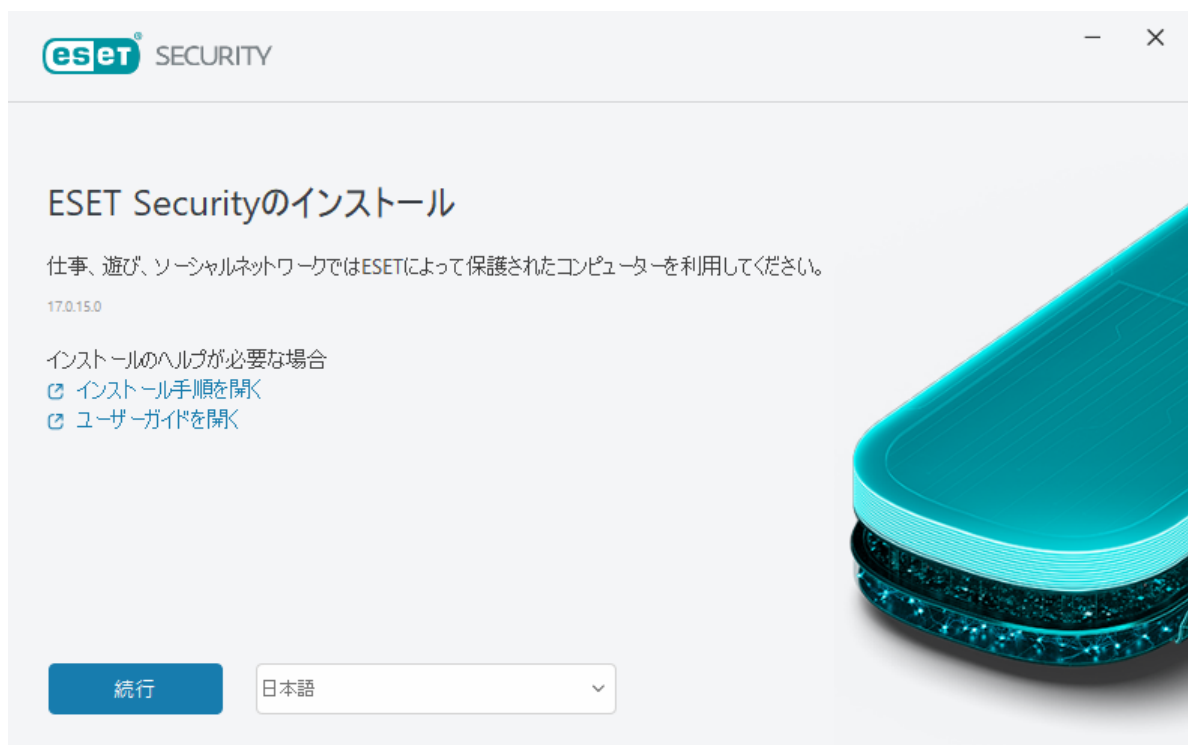 eset® SECURITY
ESET Securityのインストール
仕事、遊び、ソーシャルネットワークではESETによって保護されたコンピューターを利用してください。
17.0.15.0
インストールのヘルプが必要な場合
インストール手順を開く
ユーザーガイドを開く
続行
日本語